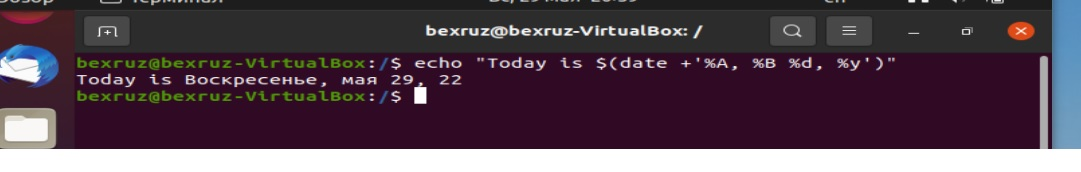 Терминал
bexruz@bexruz-VirtualBox: /
bexruz@bexruz-VirtualBox:/$ echo "Today is $(date +'%A, %B %d, %y')"
Today is Воскресенье, мая 29, 22
bexruz@bexruz-VirtualBox:/$